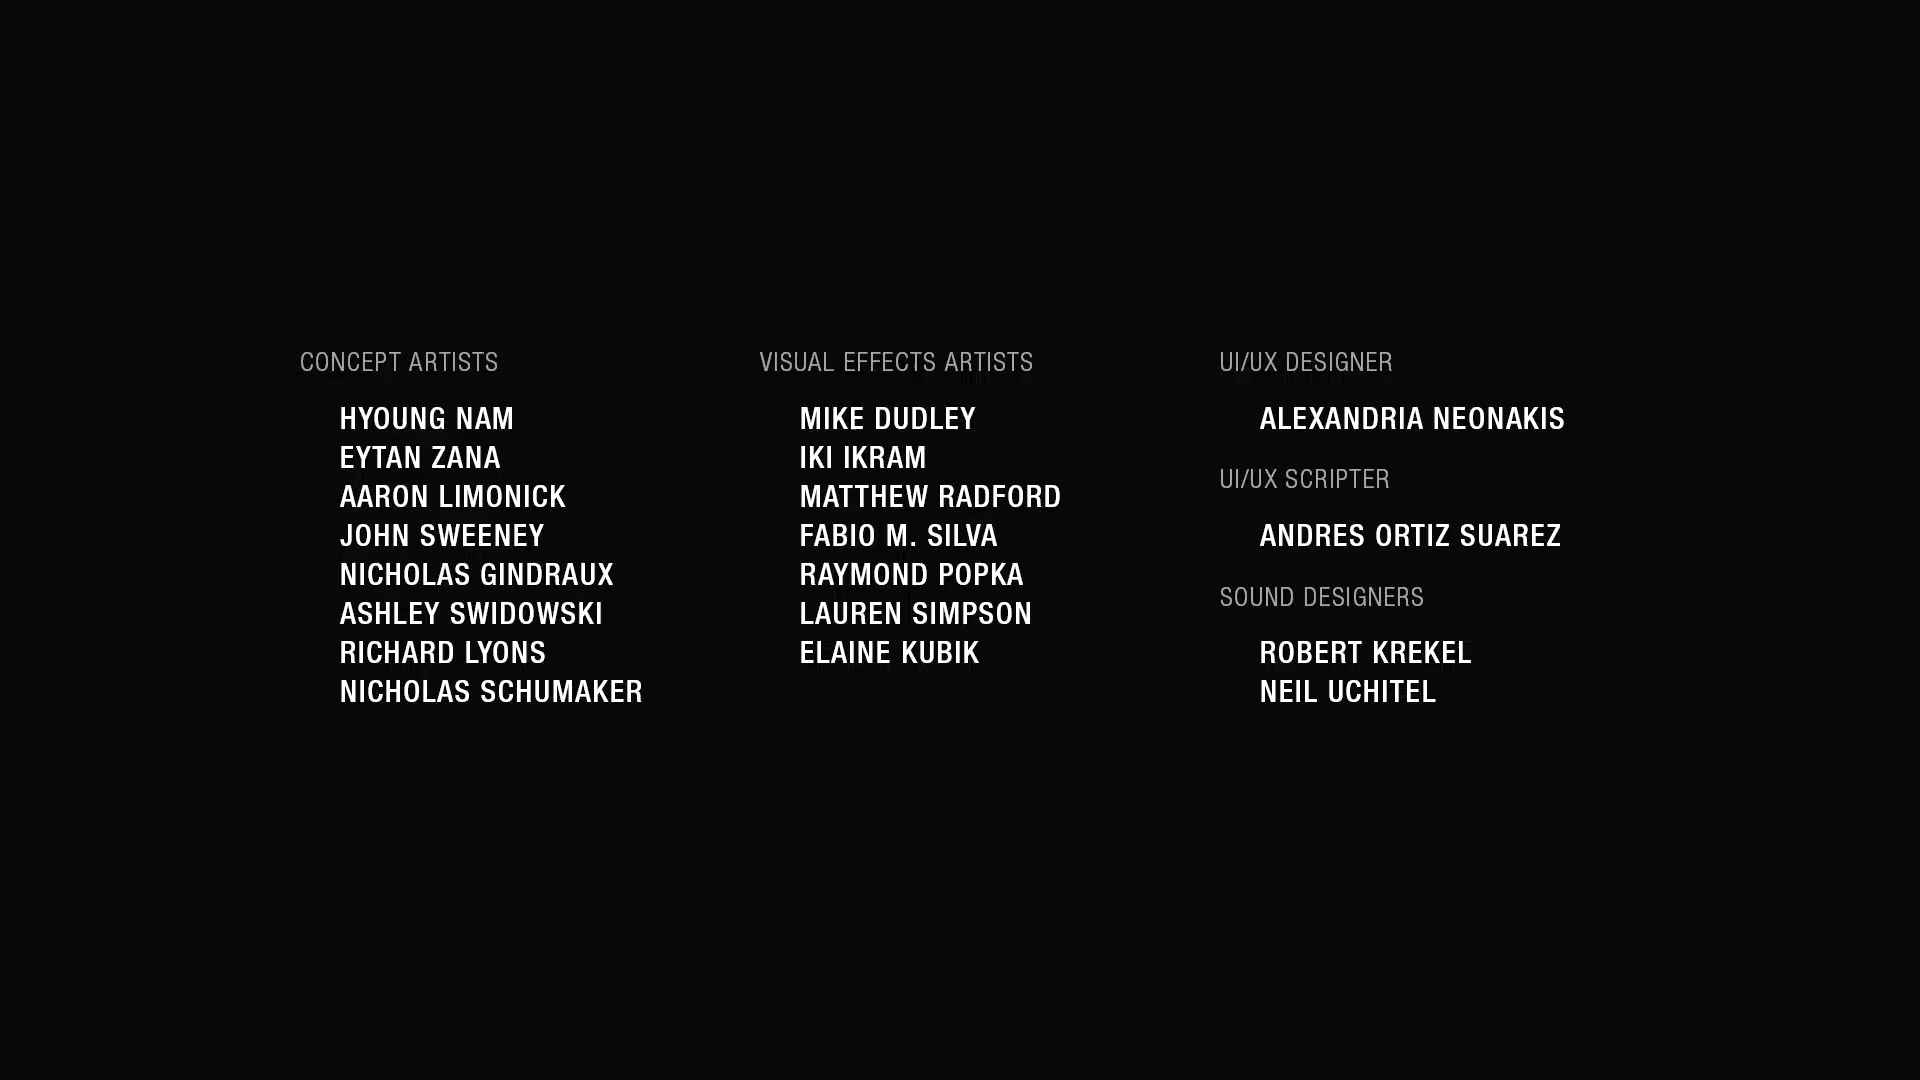 CONCEPT ARTISTS
HYOUNG NAM
EYTAN ZANA
AARON LIMONICK
JOHN SWEENEY
NICHOLAS GINDRAUX
ASHLEY SWIDOWSKI
RICHARD LYONS
NICHOLAS SCHUMAKER
VISUAL EFFECTS ARTISTS
MIKE DUDLEY
IKI IKRAM
MATTHEW RADFORD
FABIO M. SILVA
RAYMOND POPKA
LAUREN SIMPSON
ELAINE KUBIK
UI/UX DESIGNER
ALEXANDRIA NEONAKIS
UI/UX SCRIPTER
ANDRES ORTIZ SUAREZ
SOUND DESIGNERS
ROBERT KREKEL
NEIL UCHITEL